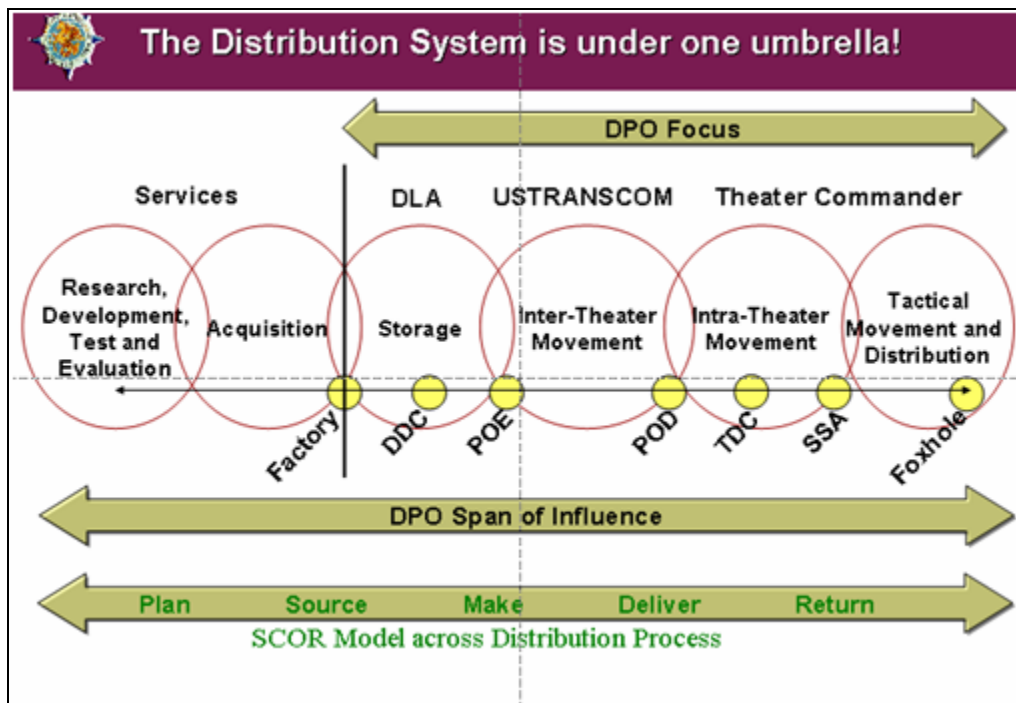 The Distribution System is under one umbrella!
DPO Focus
Services
DLA
USTRANSCOM
Theater Commander
Research,
Development,
Test and
Evaluation
Acquisition
Storage
Inter-Theater
Movement
Intra-Theater
Movement
Tactical
Movement and
Distribution
Factory
DDC
POE
POD
TDC
SSA
Foxhole
DPO Span of Influence
Plan Source Make Deliver Return
SCOR Model across Distribution Process